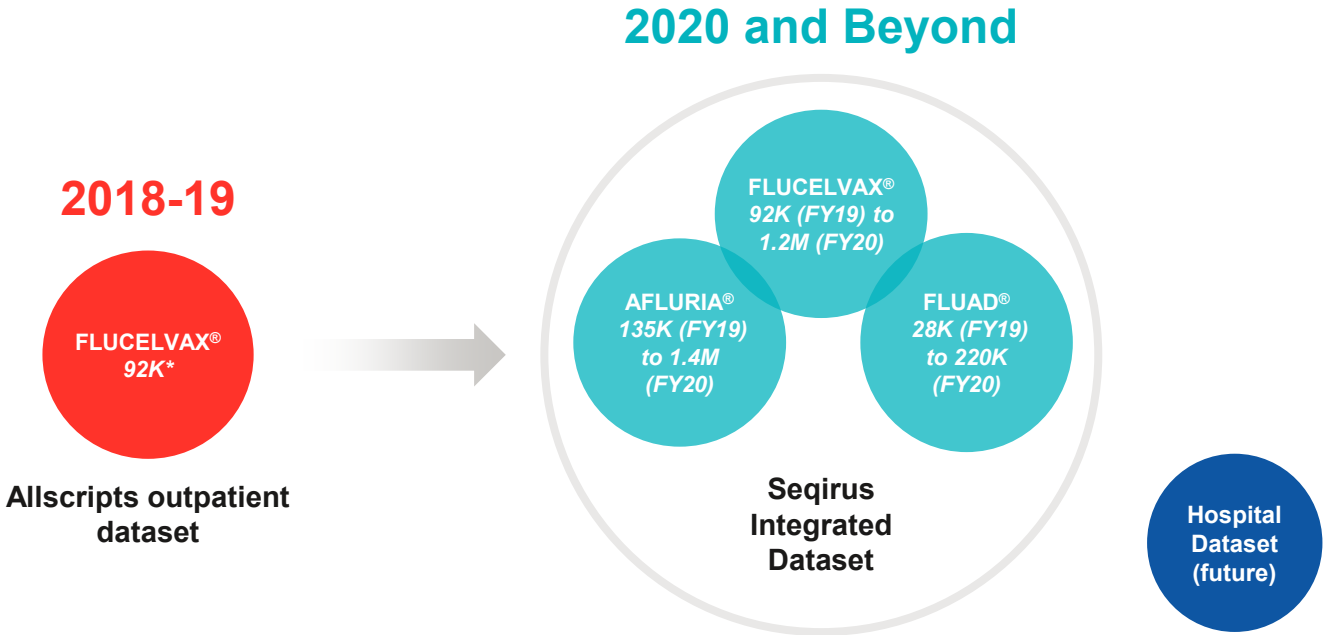 2020 and Beyond
2018-19
FLUCELVAX®
92K*
Allscripts outpatient
dataset
FLUCELVAX®
92K (FY19) to
1.2M (FY20)
AFLURIA®
135K (FY19)
to 1.4M
(FY20)
FLUAD®
28K (FY19)
to 220K
(FY20)
Seqirus
Integrated
Dataset
Hospital
Dataset
(future)